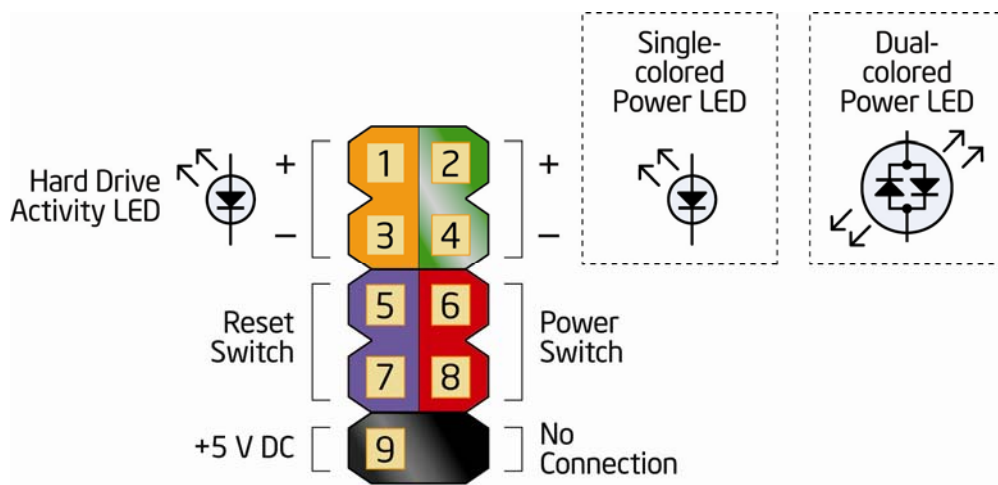 Single-
colored
Power LED
Dual-
colored
Power LED
Hard Drive
Activity LED
+
–
1
2
3
4
+
–
Reset
Switch
5
6
7
8
Power
Switch
+5 V DC
9
No
Connection